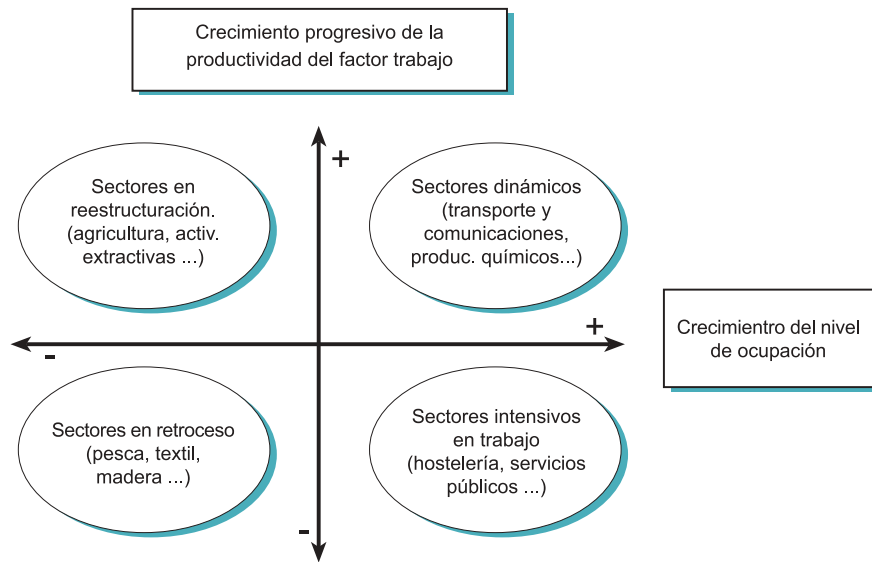 Crecimiento progresivo de la
productividad del factor trabajo
+
Sectores en
reestructuración.
(agricultura, activ.
extractivas ...)
Sectores dinámicos
(transporte y
comunicaciones,
produc. químicos...)
-
+
Crecimientro del nivel
de ocupación
Sectores en retroceso
(pesca, textil,
madera ...)
Sectores intensivos
en trabajo
(hostelería, servicios
públicos ...)
-